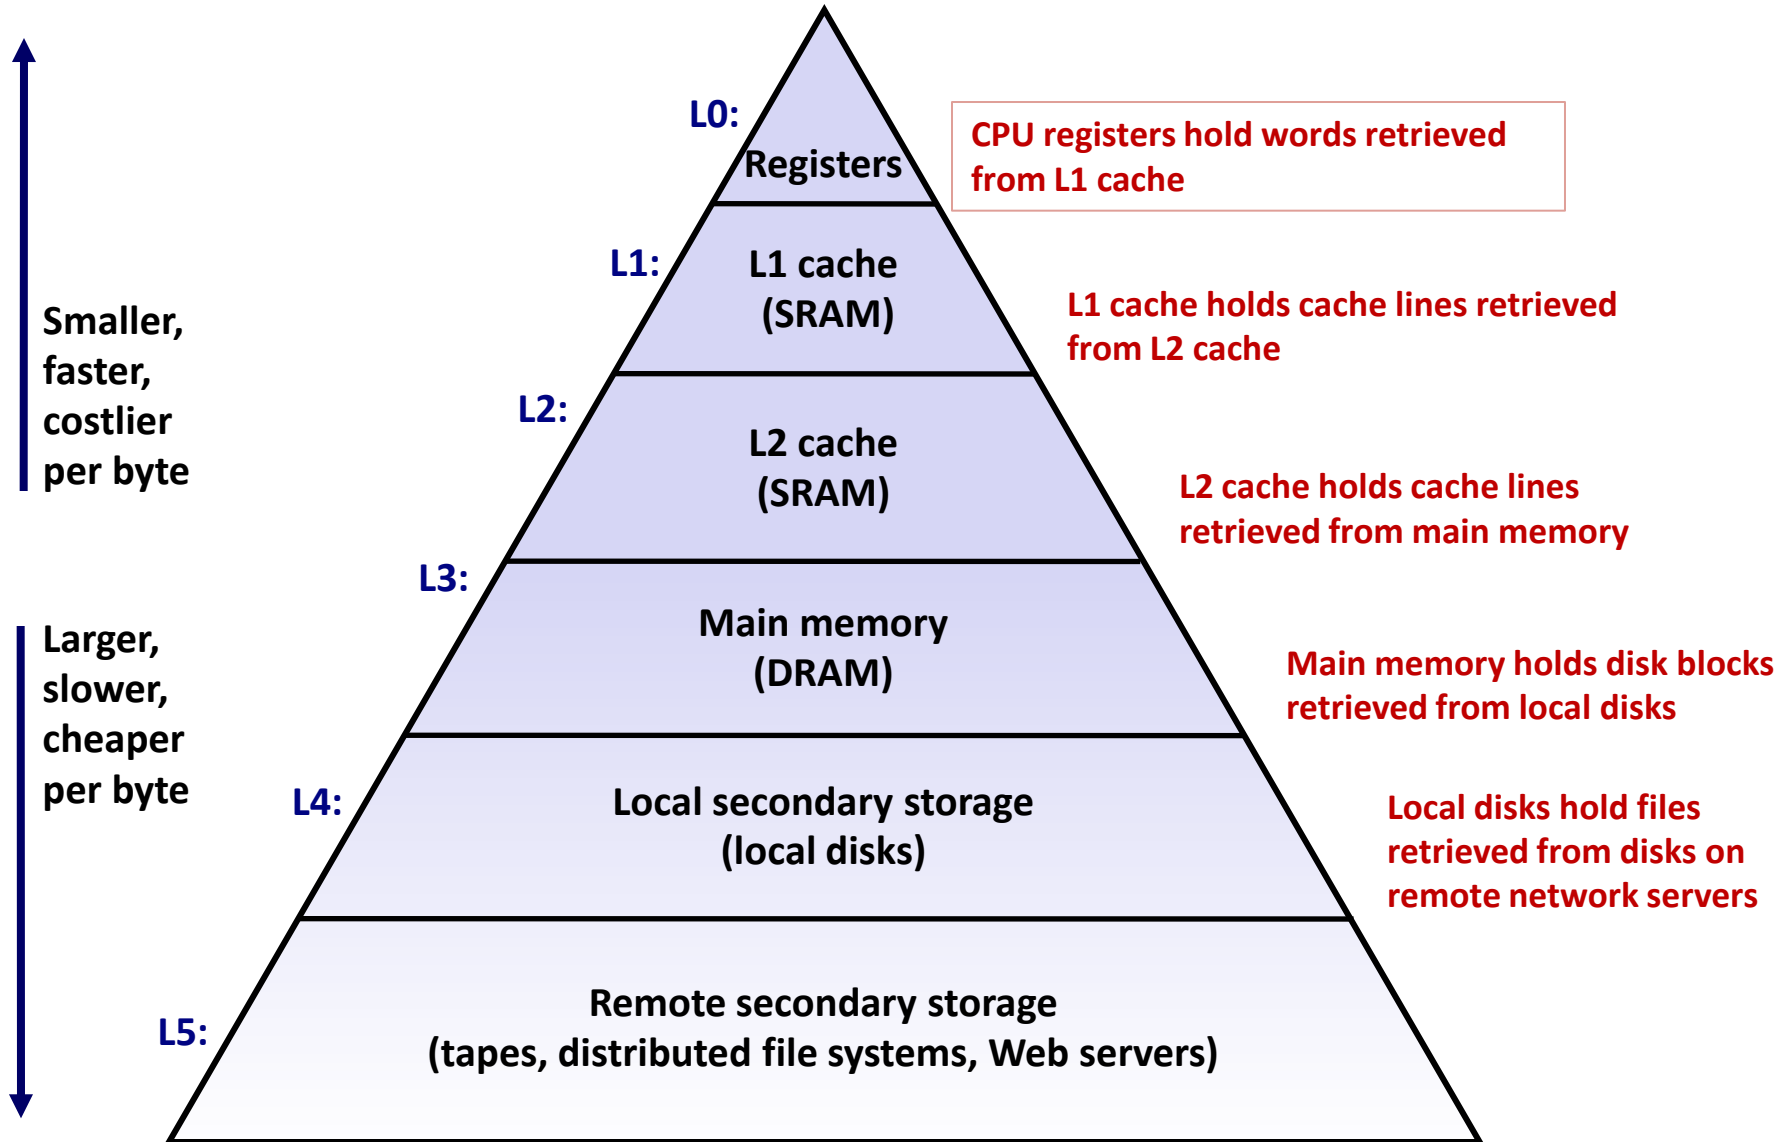 L0:
Registers
CPU registers hold words retrieved
from L1 cache
L1:
L1 cache
(SRAM)
L1 cache holds cache lines retrieved
from L2 cache
Smaller,
faster,
costlier
per byte
L2:
L2 cache
(SRAM)
L2 cache holds cache lines
retrieved from main memory
L3:
Main memory
(DRAM)
Main memory holds disk blocks
retrieved from local disks
Larger,
slower,
cheaper
per byte
L4:
Local secondary storage
(local disks)
Local disks hold files
retrieved from disks on
remote network servers
L5:
Remote secondary storage
(tapes, distributed file systems, Web servers)